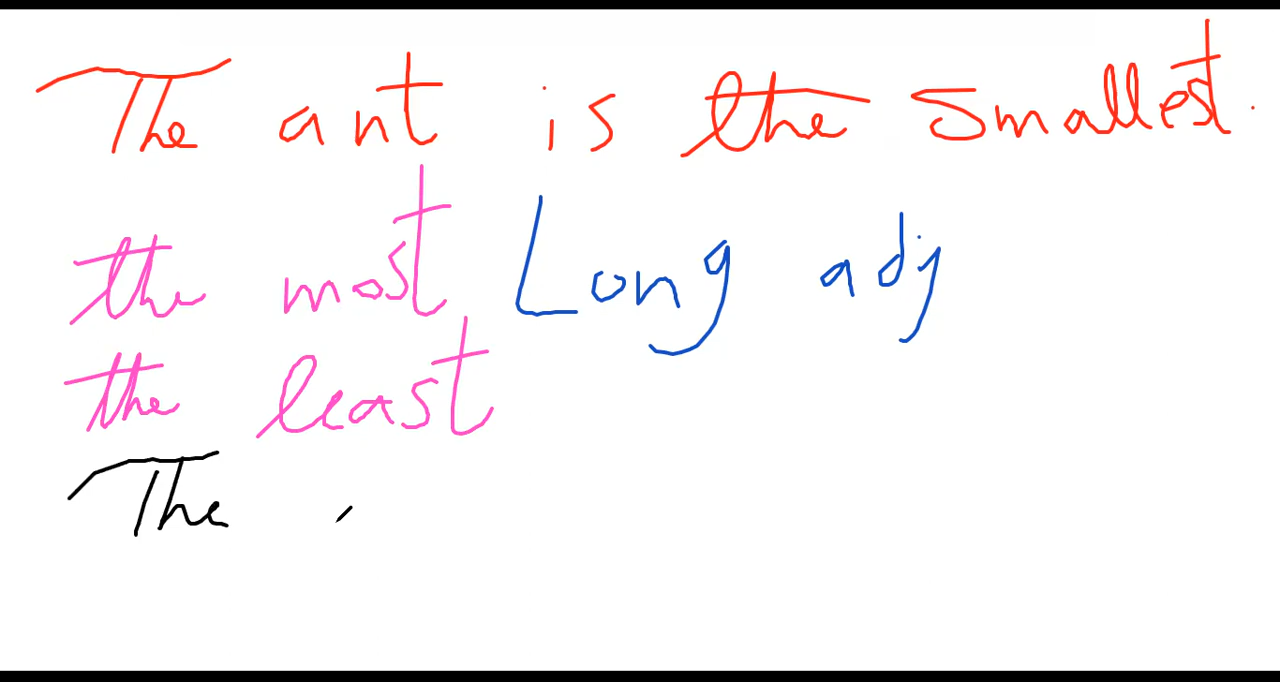 The ant is the smallest.
the most Long adj
the least
The